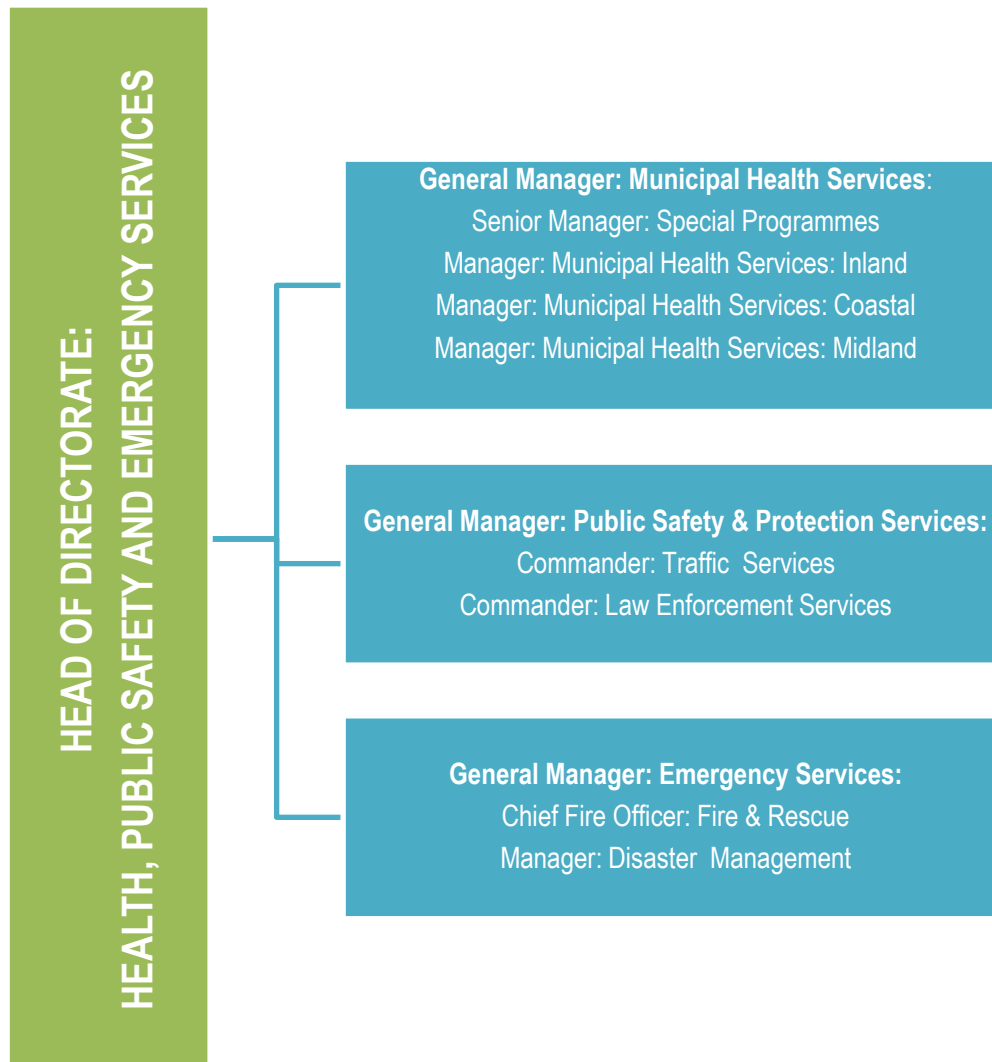 HEAD OF DIRECTORATE:
HEALTH, PUBLIC SAFETY AND EMERGENCY SERVICES
General Manager: Municipal Health Services:
Senior Manager: Special Programmes
Manager: Municipal Health Services: Inland
Manager: Municipal Health Services: Coastal
Manager: Municipal Health Services: Midland
General Manager: Public Safety & Protection Services:
Commander: Traffic  Services
Commander: Law Enforcement Services
General Manager: Emergency Services:
Chief Fire Officer: Fire & Rescue
Manager: Disaster  Management